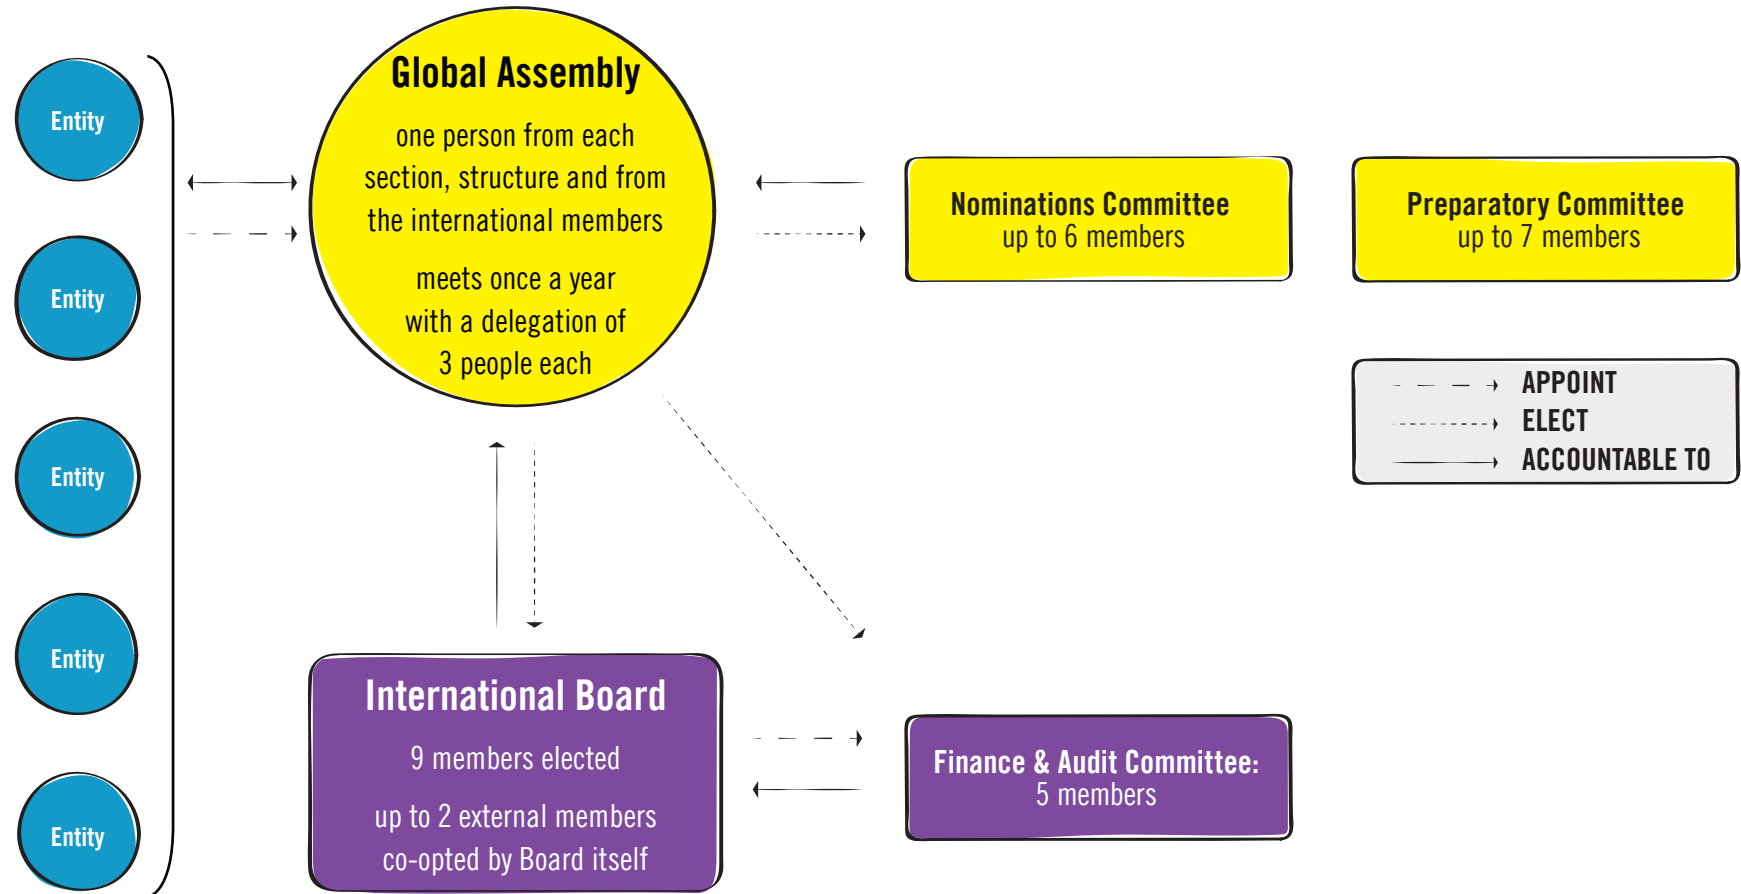 Entity
Entity
Entity
Entity
Entity
Global Assembly
one person from each
section, structure and from
the international members
meets once a year
with a delegation of
3 people each
Nominations Committee
up to 6 members
Preparatory Committee
up to 7 members
APPOINT
ELECT
ACCOUNTABLE TO
International Board
9 members elected
up to 2 external members
co-opted by Board itself
Finance & Audit Committee:
5 members